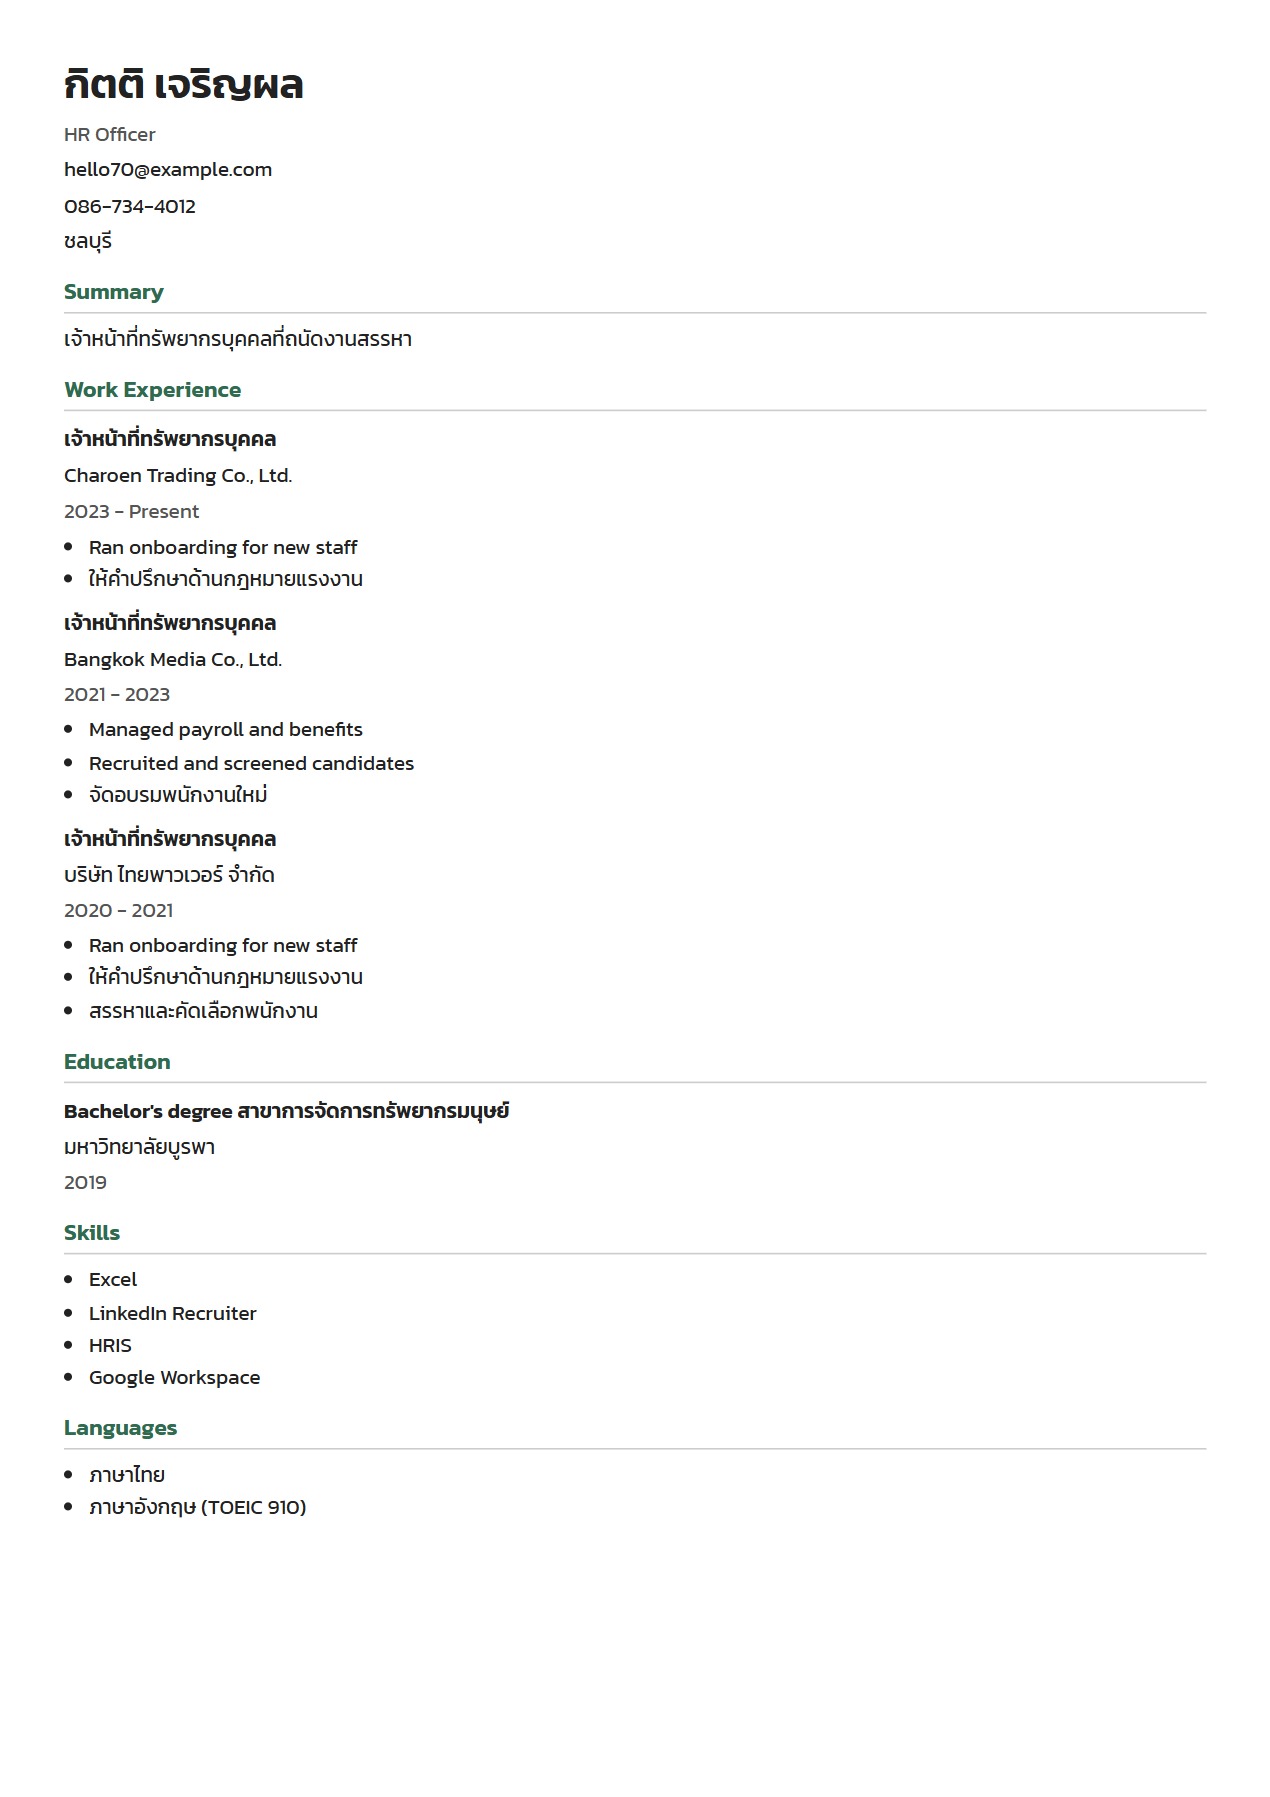 กิตติ เจริญผล
HR Officer
hello70@example.com
086-734-4012
ชลบุรี
Summary
เจ้าหน้าที่ทรัพยากรบุคคลที่ถนัดงานสรรหา
Work Experience
เจ้าหน้าที่ทรัพยากรบุคคล
Charoen Trading Co., Ltd.
2023 - Present
• Ran onboarding for new staff
• ให้คำปรึกษาด้านกฎหมายแรงงาน
เจ้าหน้าที่ทรัพยากรบุคคล
Bangkok Media Co., Ltd.
2021 - 2023
• Managed payroll and benefits
• Recruited and screened candidates
• จัดอบรมพนักงานใหม่
เจ้าหน้าที่ทรัพยากรบุคคล
บริษัท ไทยพาวเวอร์ จำกัด
2020 - 2021
• Ran onboarding for new staff
• ให้คำปรึกษาด้านกฎหมายแรงงาน
• สรรหาและคัดเลือกพนักงาน
Education
Bachelor's degree สาขาการจัดการทรัพยากรมนุษย์
มหาวิทยาลัยบูรพา
2019
Skills
• Excel
• LinkedIn Recruiter
• HRIS
• Google Workspace
Languages
• ภาษาไทย
• ภาษาอังกฤษ (TOEIC 910)